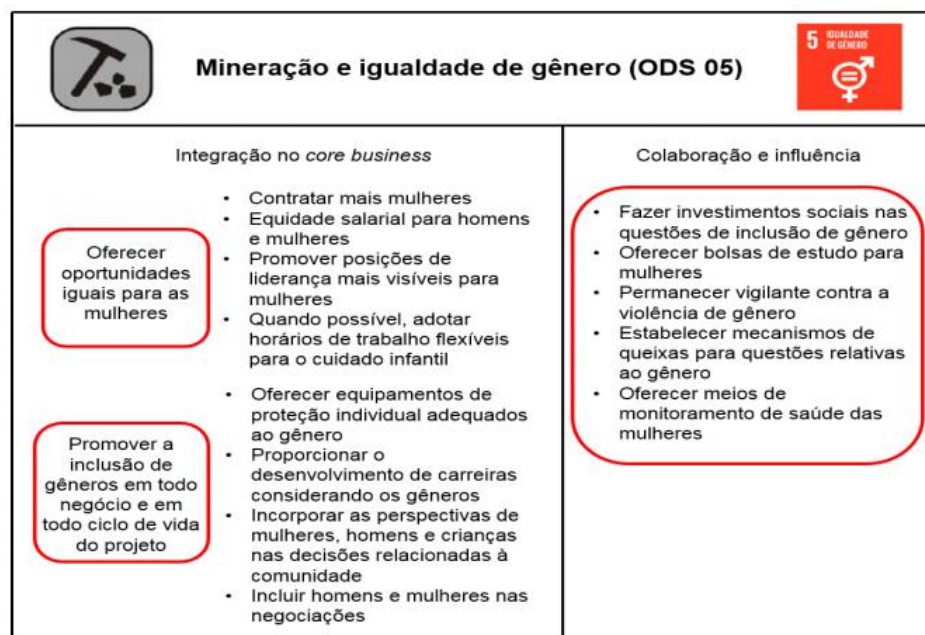 Mineração e igualdade de gênero (ODS 05)
5 IGUALDADE
DE GÊNERO
Integração no core business
Oferecer
oportunidades
iguais para as
mulheres
• Contratar mais mulheres
• Equidade salarial para homens
e mulheres
• Promover posições de
liderança mais visíveis para
mulheres
• Quando possível, adotar
horários de trabalho flexíveis
para o cuidado infantil
Promover a
inclusão de
gêneros em todo
negócio e em
todo ciclo de vida
do projeto
• Oferecer equipamentos de
proteção individual adequados
ao gênero
• Proporcionar o
desenvolvimento de carreiras
considerando os gêneros
• Incorporar as perspectivas de
mulheres, homens e crianças
nas decisões relacionadas à
comunidade
• Incluir homens e mulheres nas
negociações
Colaboração e influência
• Fazer investimentos sociais nas
questões de inclusão de gênero
• Oferecer bolsas de estudo para
mulheres
• Permanecer vigilante contra a
violência de gênero
• Estabelecer mecanismos de
queixas para questões relativas
ao gênero
• Oferecer meios de
monitoramento de saúde das
mulheres